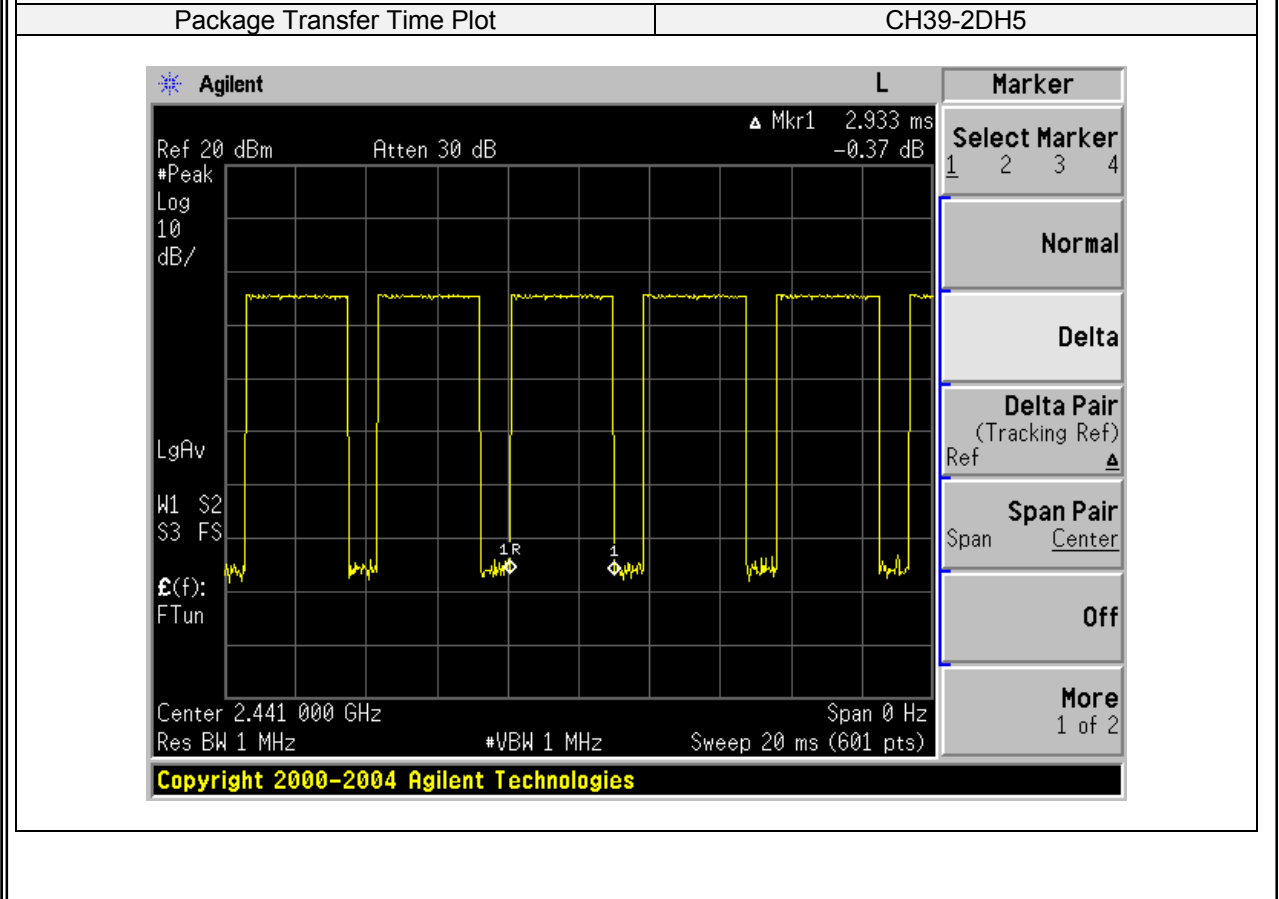 Package Transfer Time Plot CH39-2DH5
Agilent L
Δ Mkr1 2.933 ms
Ref 20 dBm Atten 30 dB -0.37 dB
#Peak
Log
10
dB/
LgAv
W1 S2
S3 FS
£(f):
FTun
1R 1
Center 2.441 000 GHz Span 0 Hz
Res BW 1 MHz #VBW 1 MHz Sweep 20 ms (601 pts)
Copyright 2000-2004 Agilent Technologies
Marker
Select Marker
1 2 3 4
Normal
Delta
Delta Pair
(Tracking Ref)
Ref Δ
Span Pair
Span Center
Off
More
1 of 2